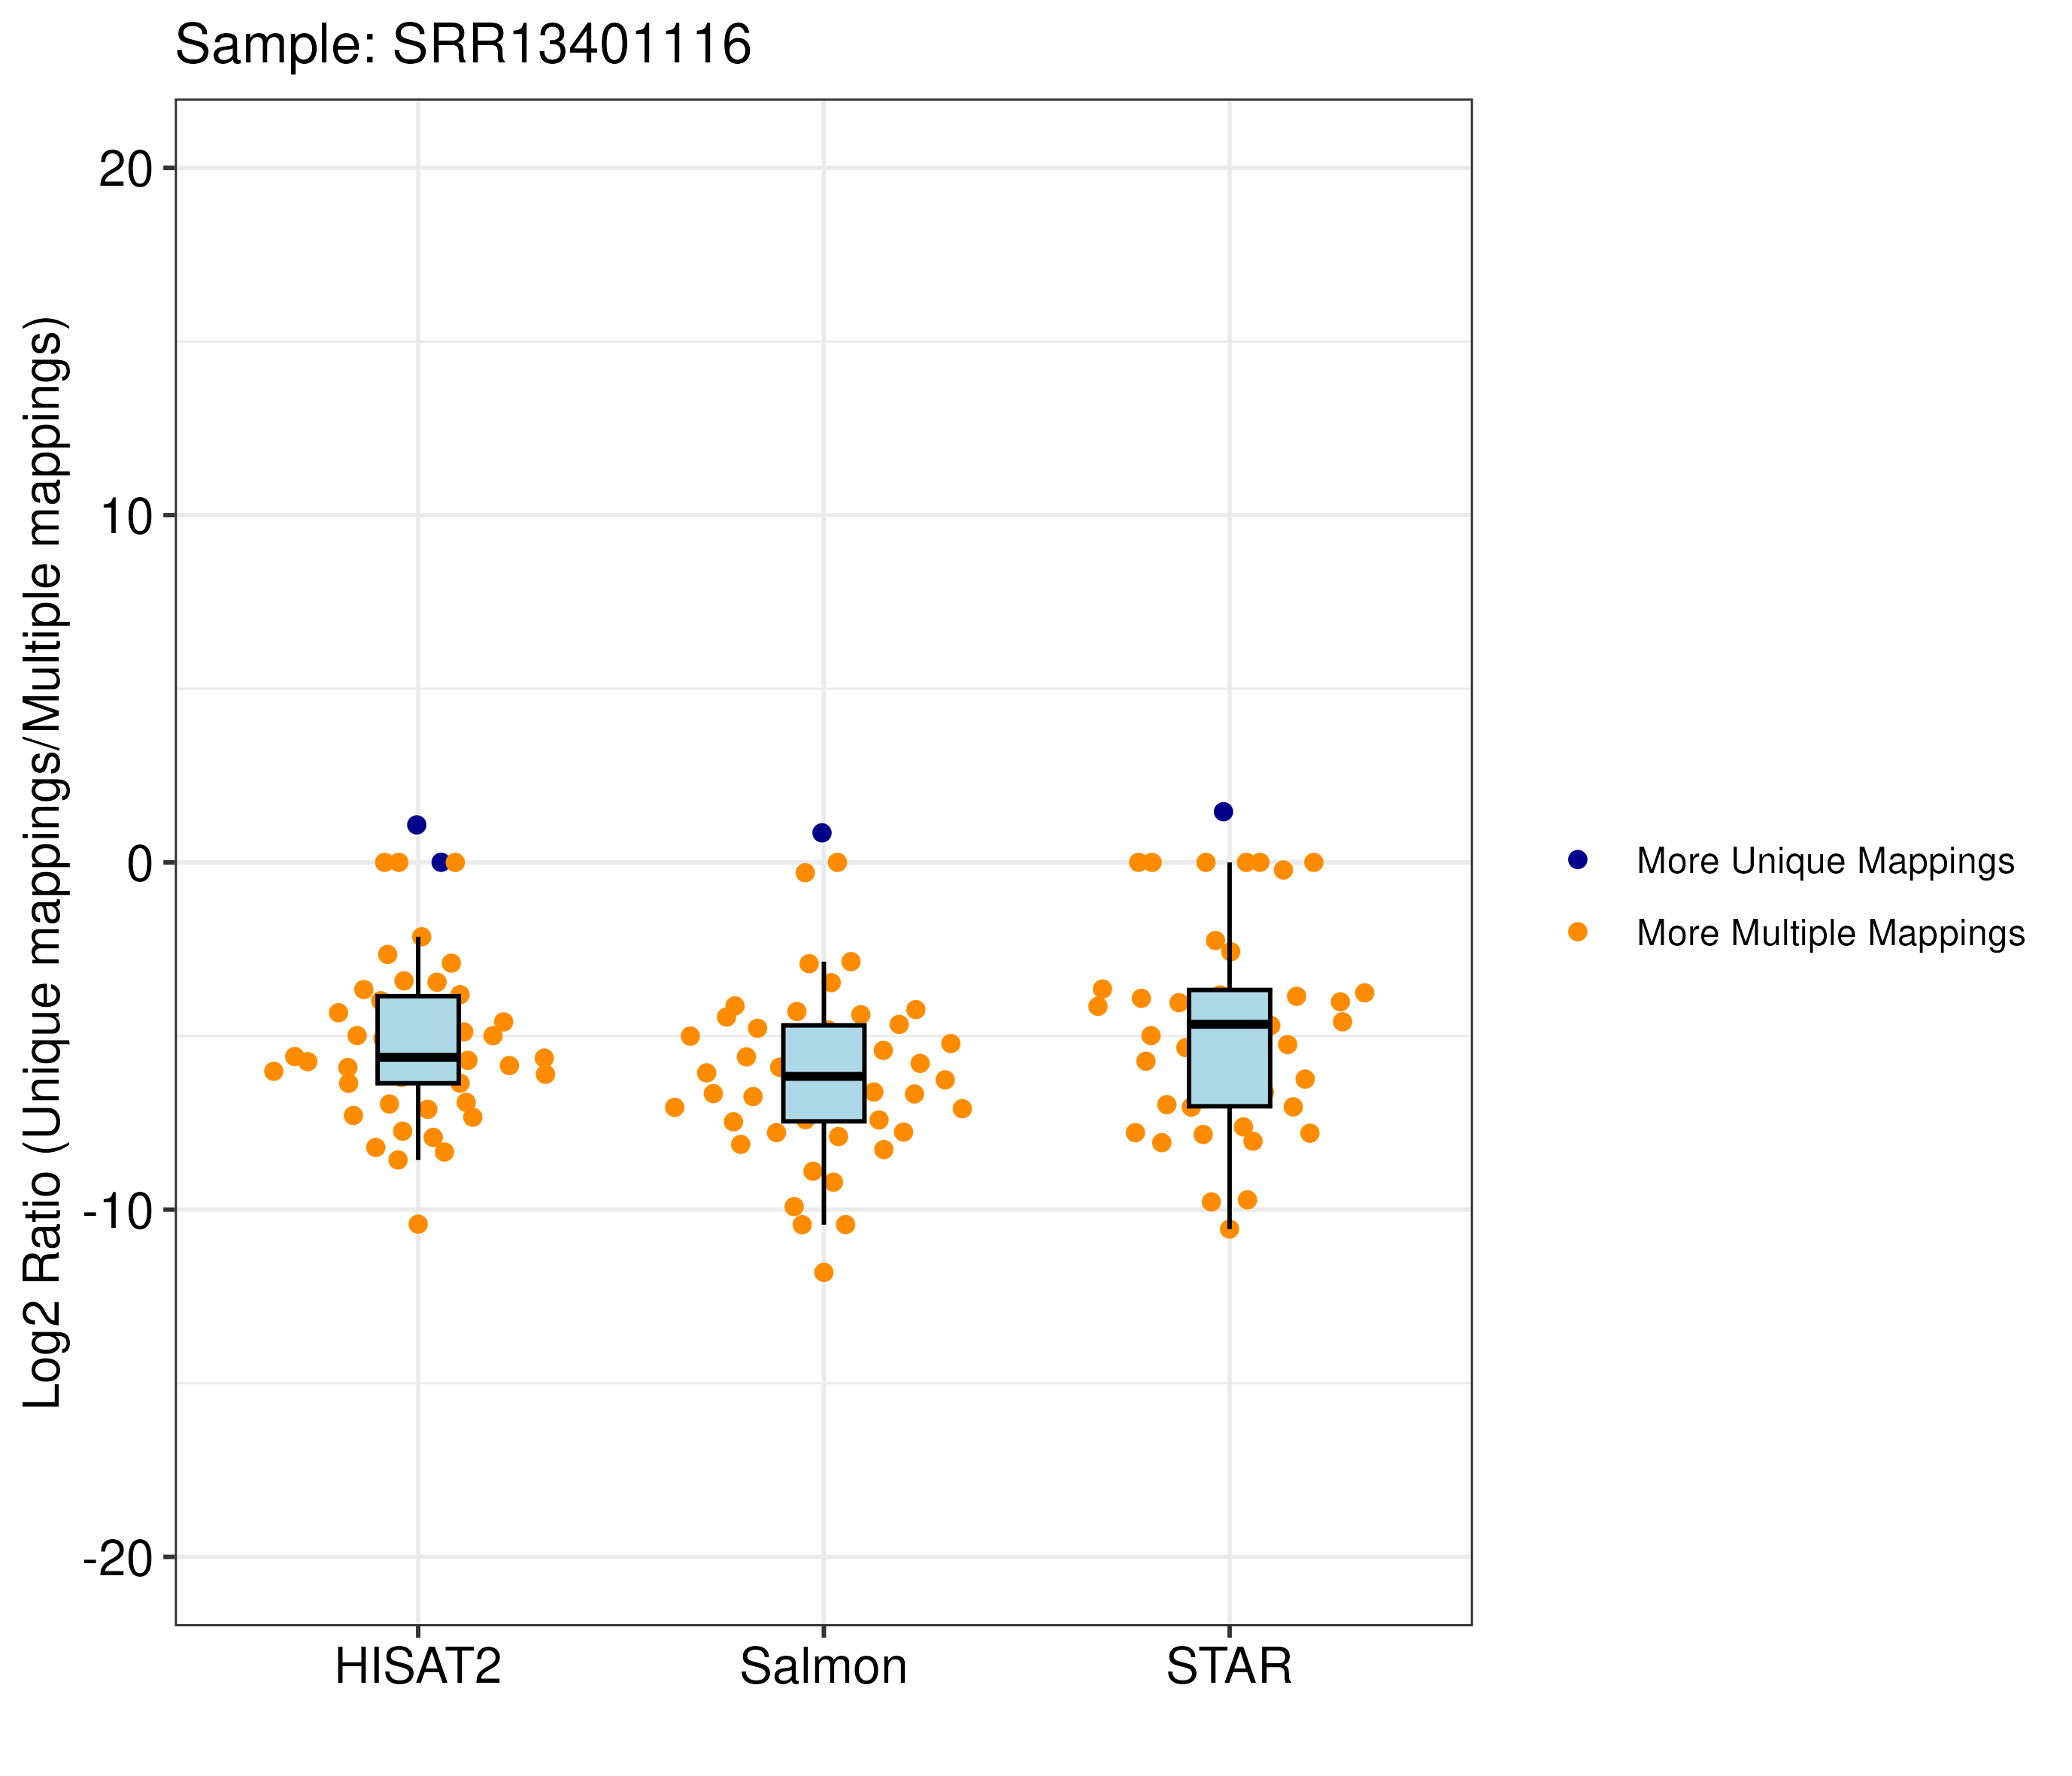 Sample: SRR13401116
Log2 Ratio (Unique mappings/Multiple mappings)
20
10
0
-10
-20
HISAT2
Salmon
STAR
More Unique Mappings
More Multiple Mappings